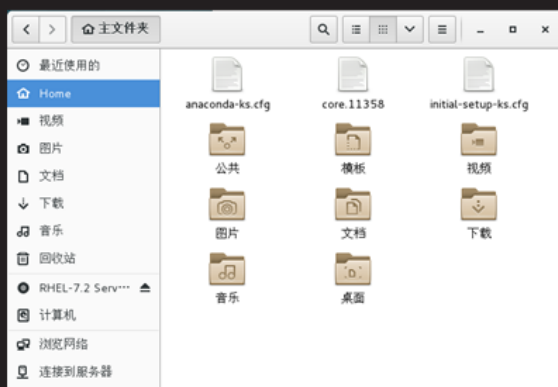 主文件夹
最近使用的
Home
视频
图片
文档
下载
音乐
回收站
RHEL-7.2 Serv…
计算机
浏览网络
连接到服务器
anaconda-ks.cfg
core.11358
initial-setup-ks.cfg
公共
模板
视频
图片
文档
下载
音乐
桌面